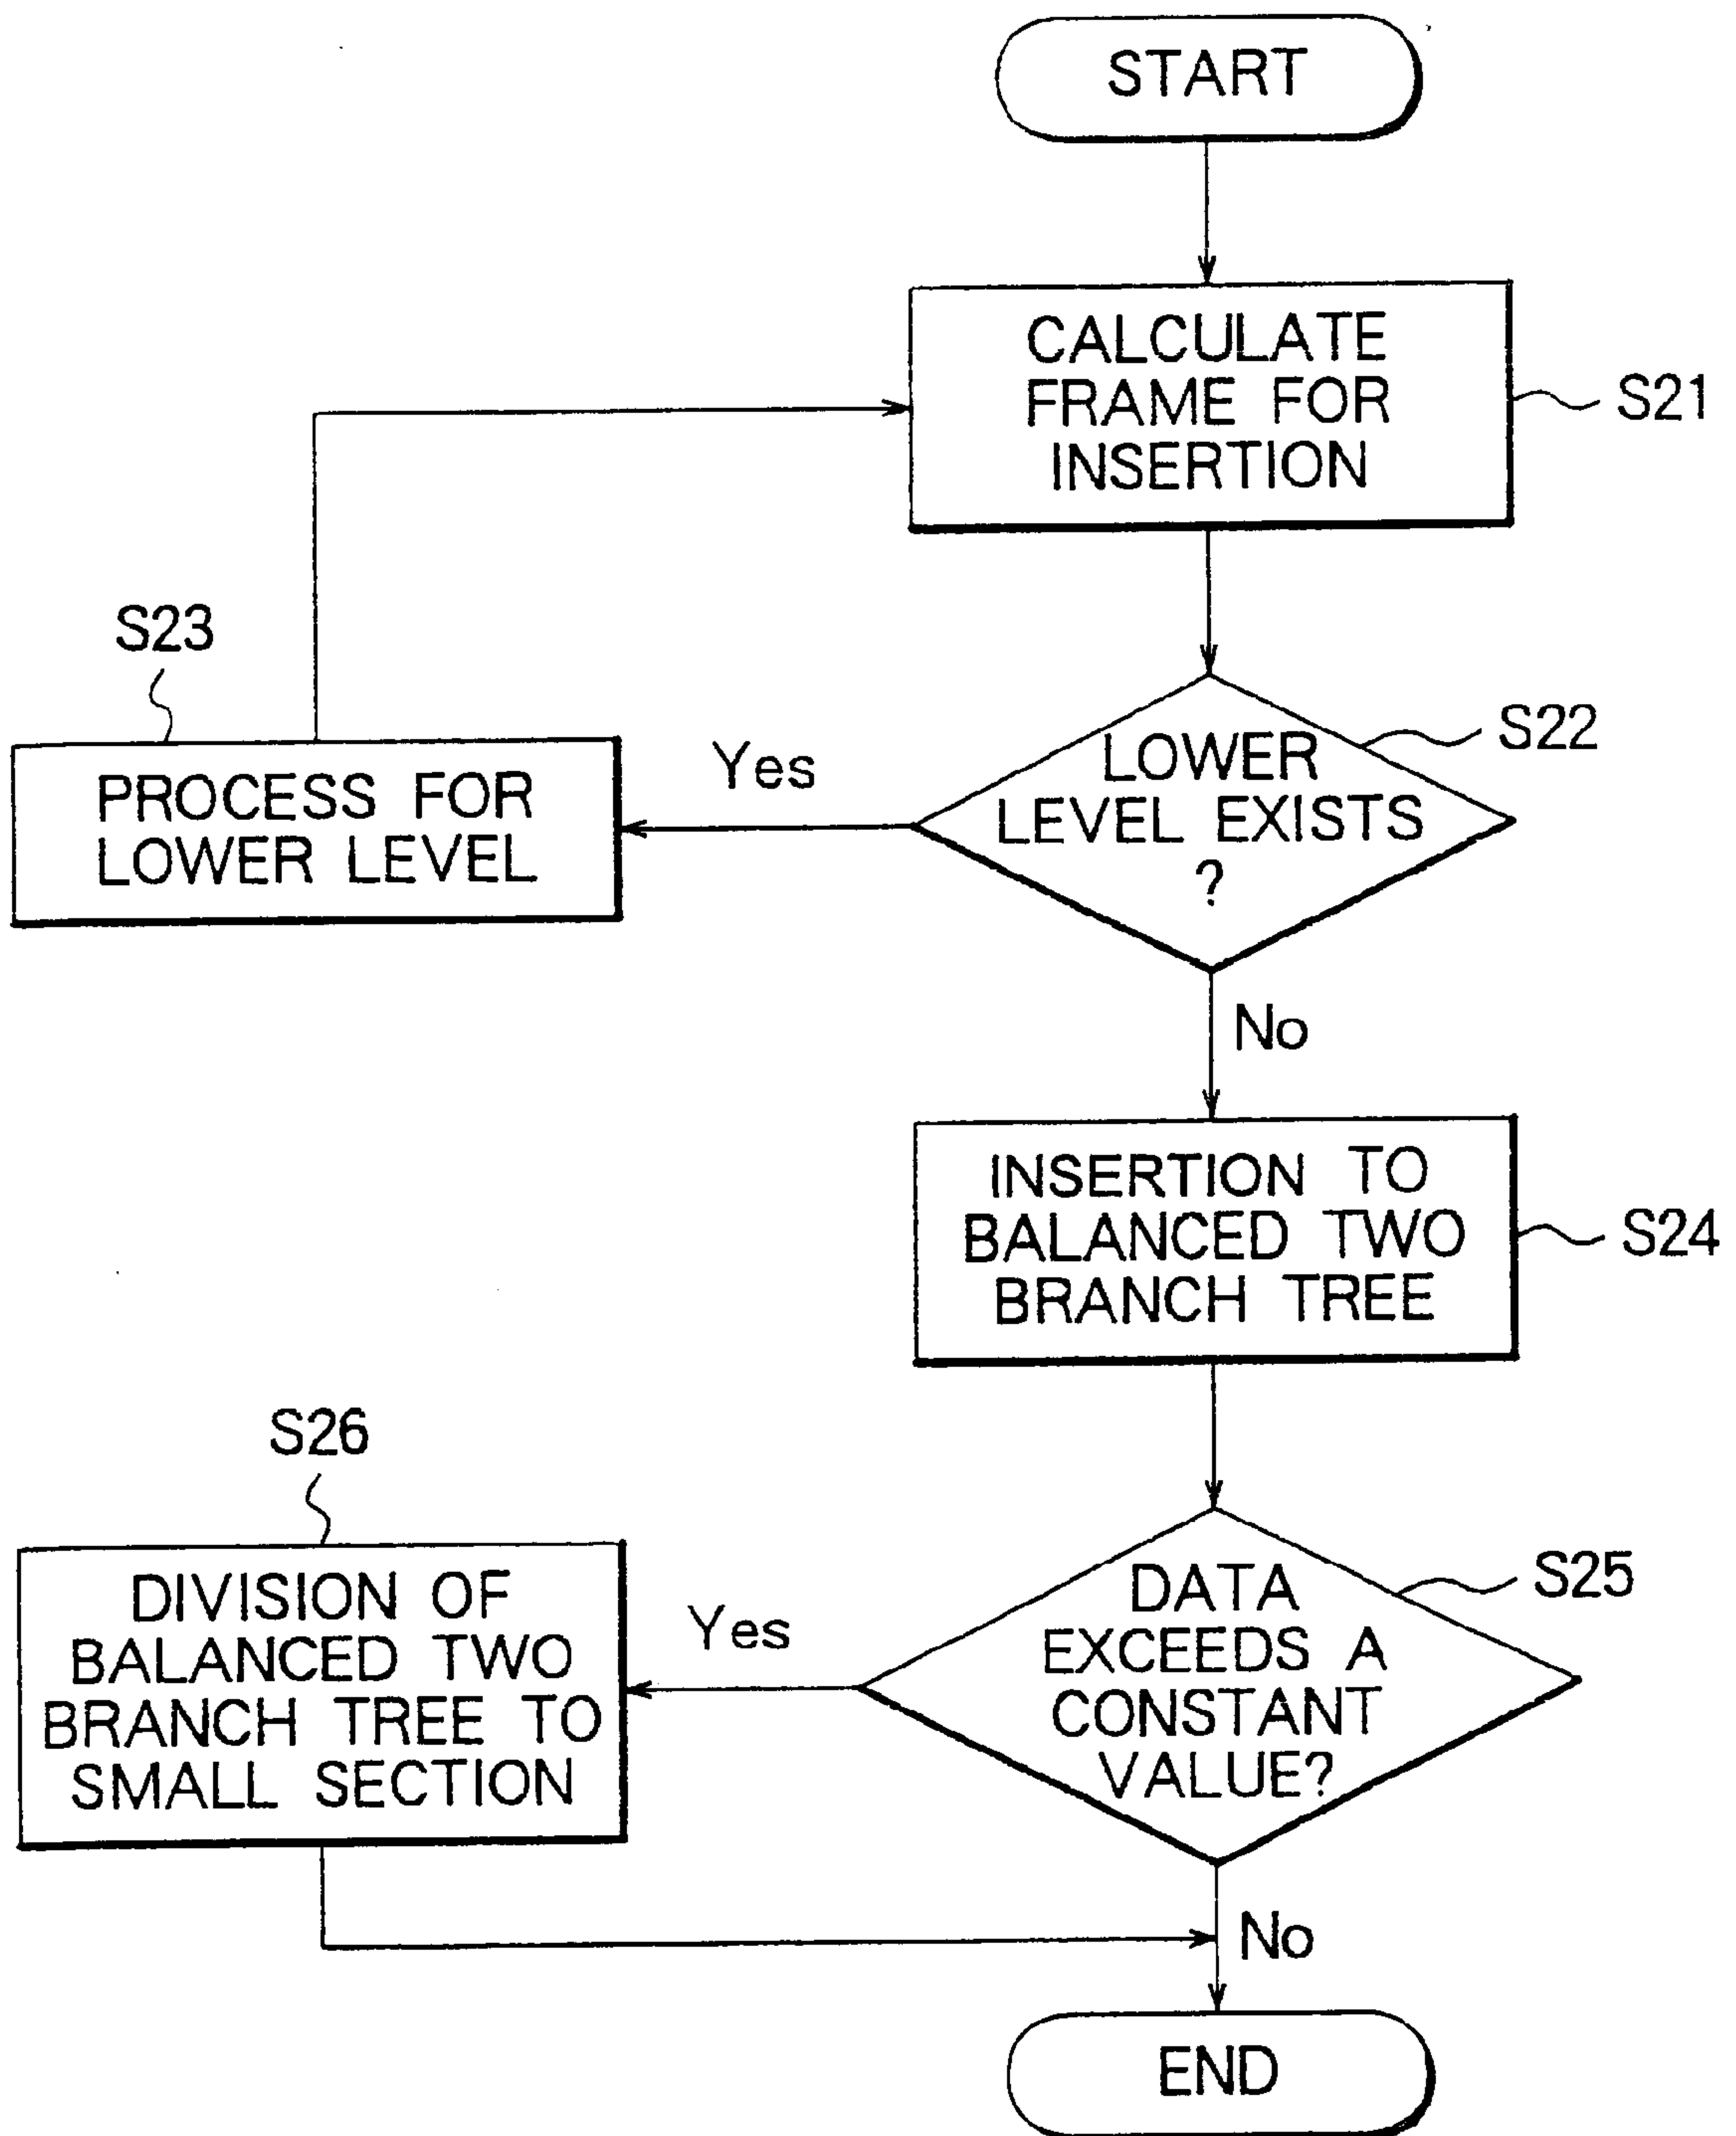 START
CALCULATE
FRAME FOR
INSERTION
S21
S23
S22
LOWER
LEVEL EXISTS
?
Yes
PROCESS FOR
LOWER LEVEL
No
INSERTION TO
BALANCED TWO
BRANCH TREE
S24
S26
S25
DATA
EXCEEDS A
CONSTANT
VALUE?
Yes
DIVISION OF
BALANCED TWO
BRANCH TREE TO
SMALL SECTION
No
END